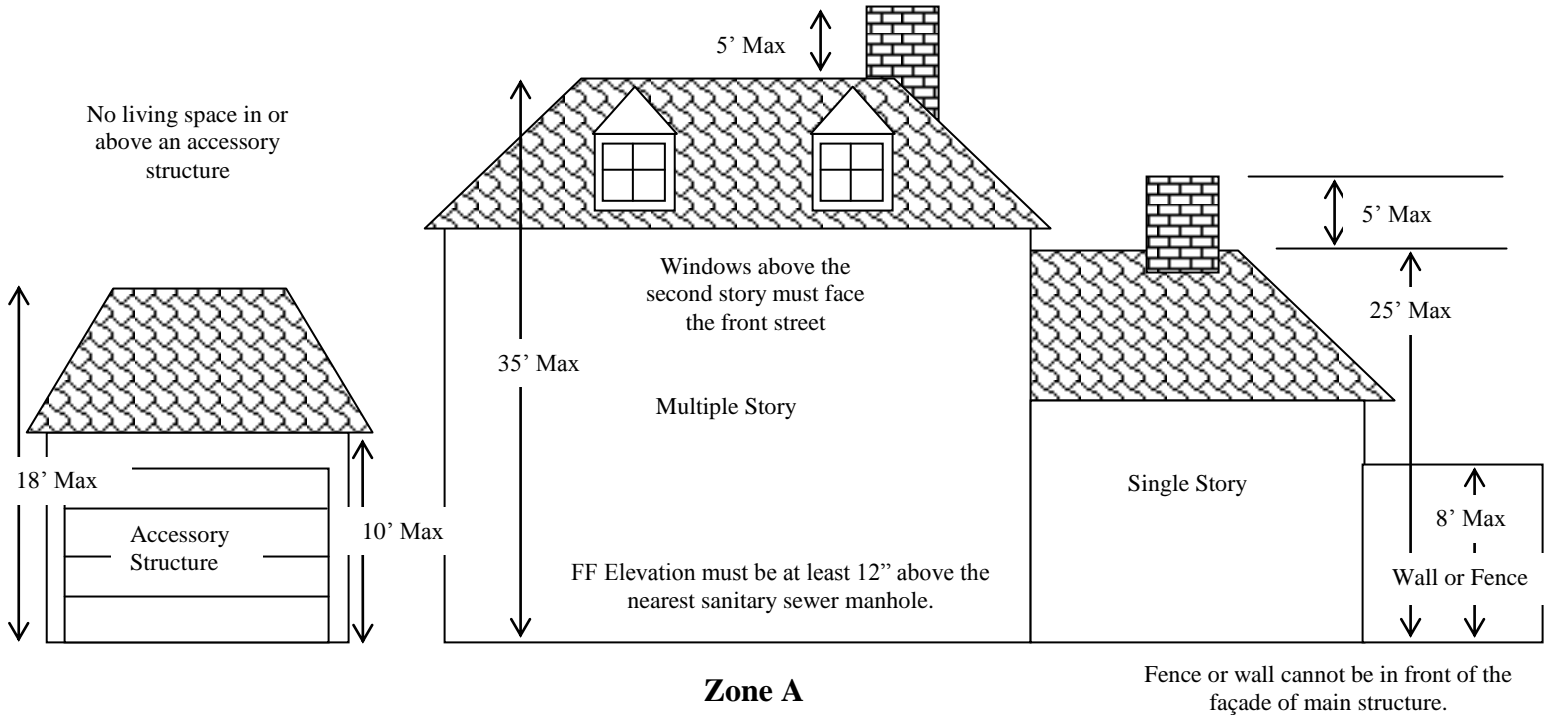 5’ Max
No living space in or
above an accessory
structure
5’ Max
Windows above the
second story must face
the front street
25’ Max
35’ Max
Multiple Story
18’ Max
Single Story
10’ Max
8’ Max
Accessory
Structure
FF Elevation must be at least 12” above the
nearest sanitary sewer manhole.
Wall or Fence
Zone A
Fence or wall cannot be in front of the
façade of main structure.